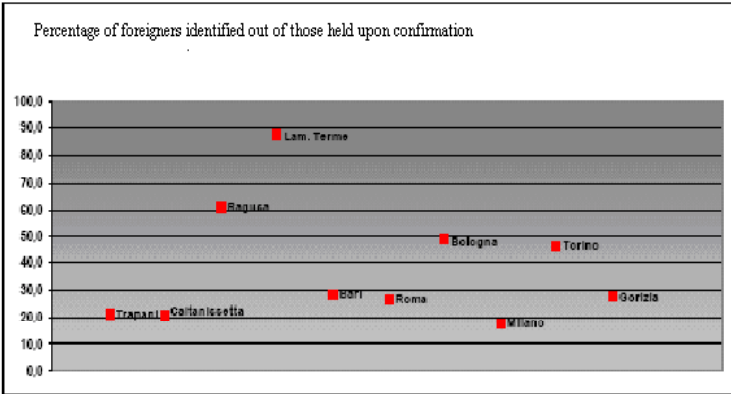 Percentage of foreigners identified out of those held upon confirmation
100,0
90,0
80,0
70,0
60,0
50,0
40,0
30,0
20,0
10,0
0,0
Lam. Terme
Ragusa
Bologna
Torino
Bari
Roma
Gorizia
Trapani
Caltanissetta
Milano